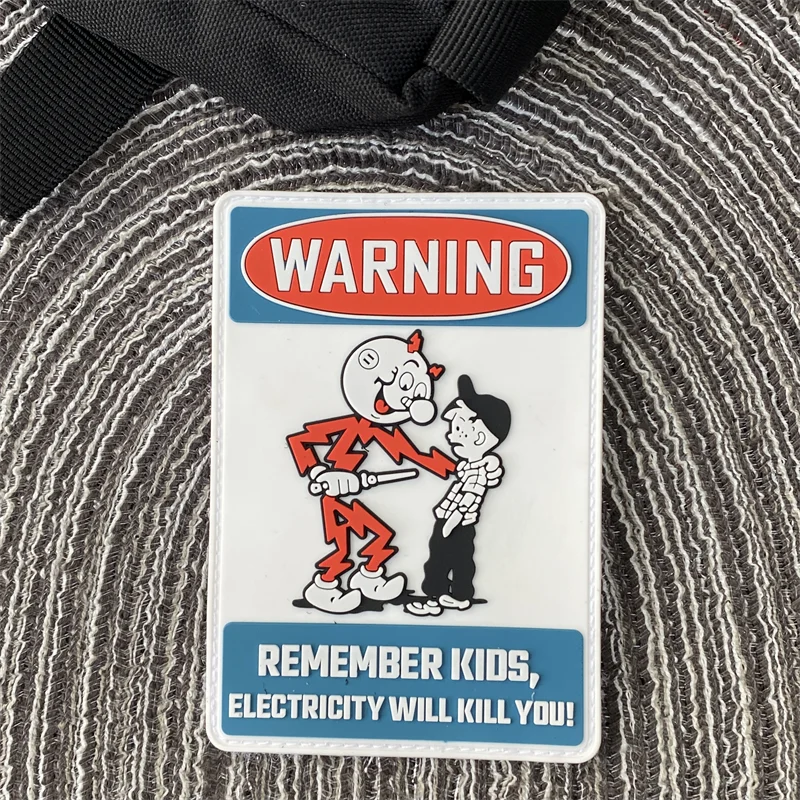 WARNING
REMEMBER KIDS,
ELECTRICITY WILL KILL YOU!